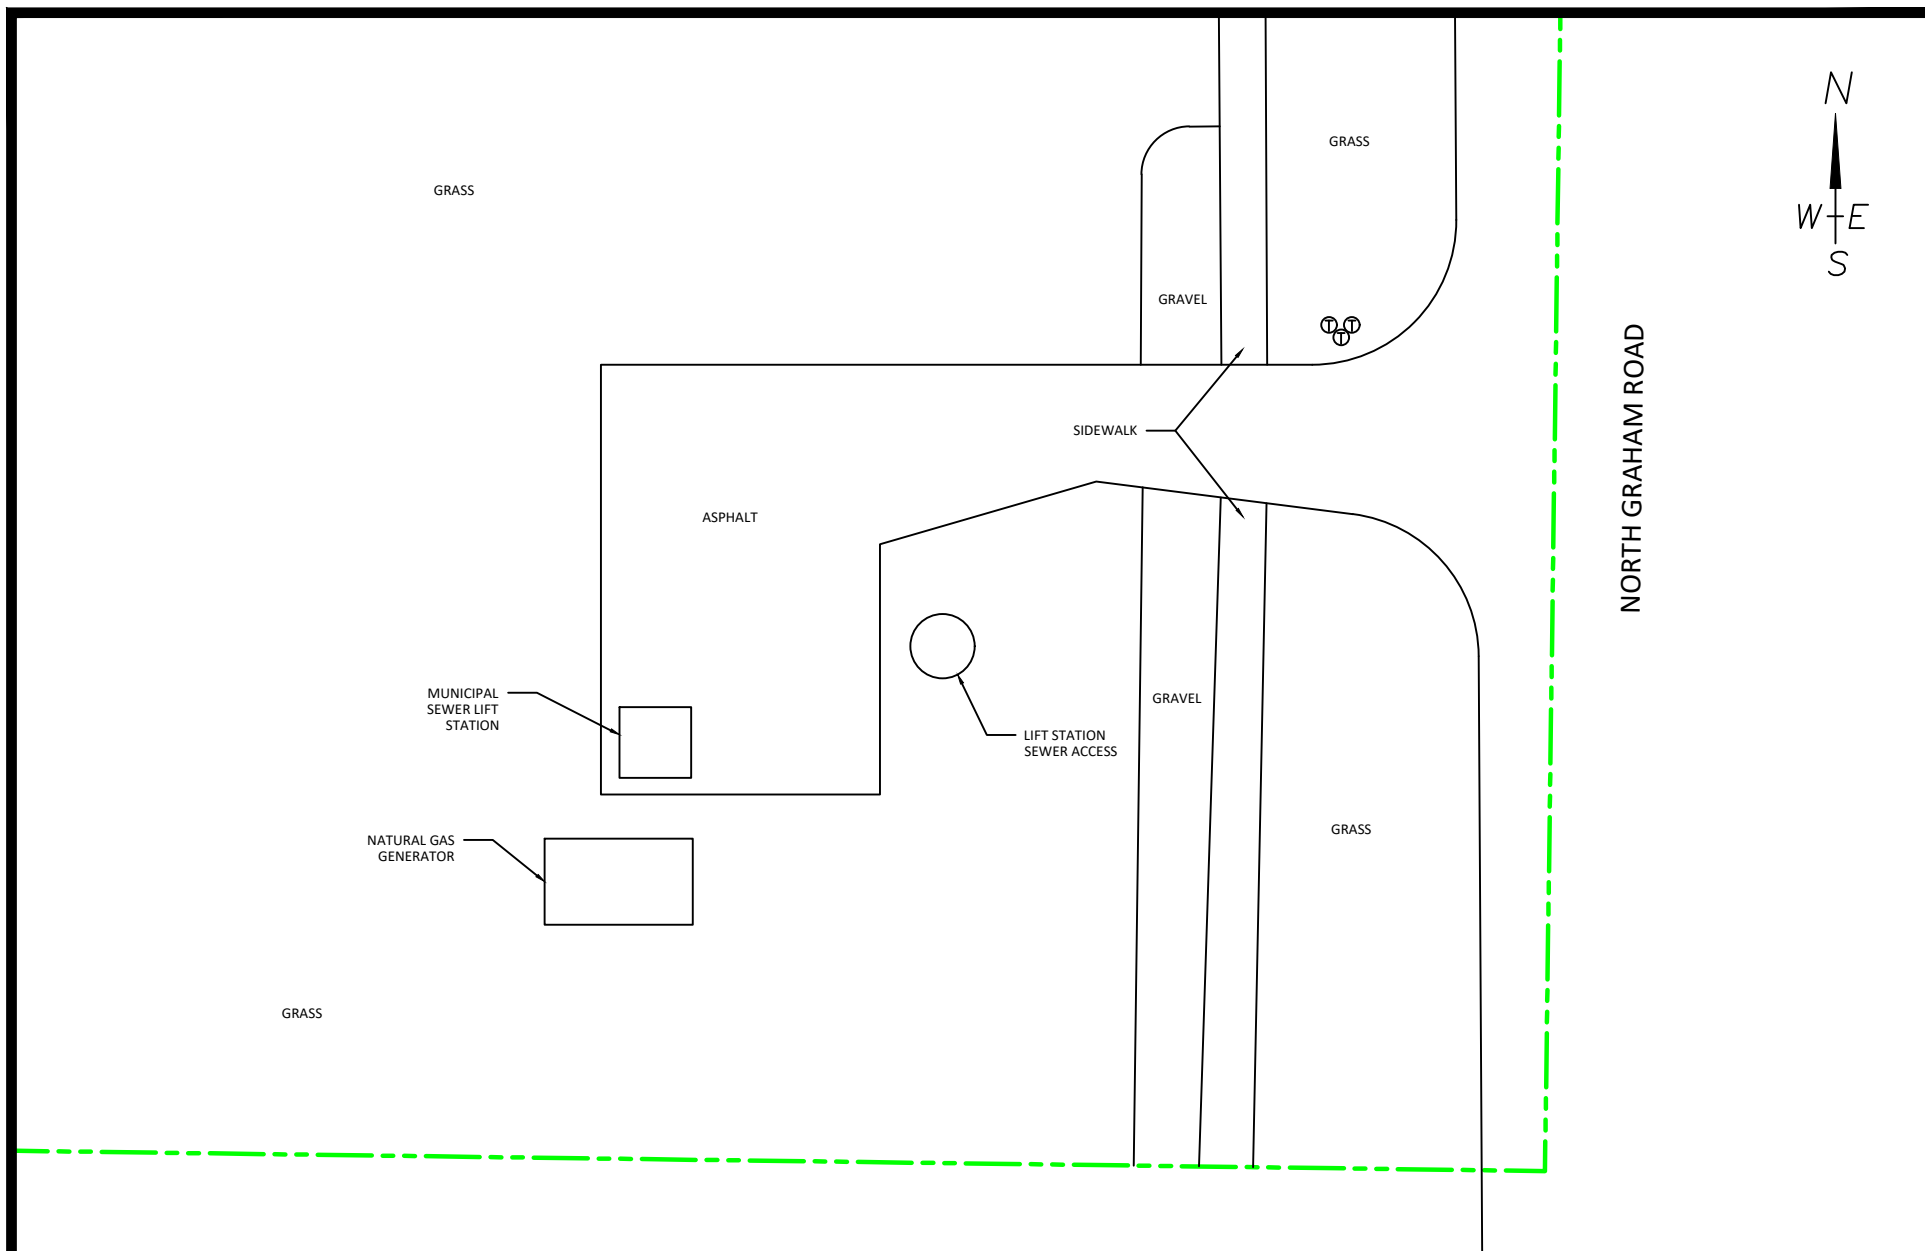 N
GRASS
GRASS
W E
S
GRAVEL
T T
T
NORTH GRAHAM ROAD
SIDEWALK
ASPHALT
MUNICIPAL
SEWER LIFT
STATION
GRAVEL
LIFT STATION
SEWER ACCESS
NATURAL GAS
GENERATOR
GRASS
GRASS